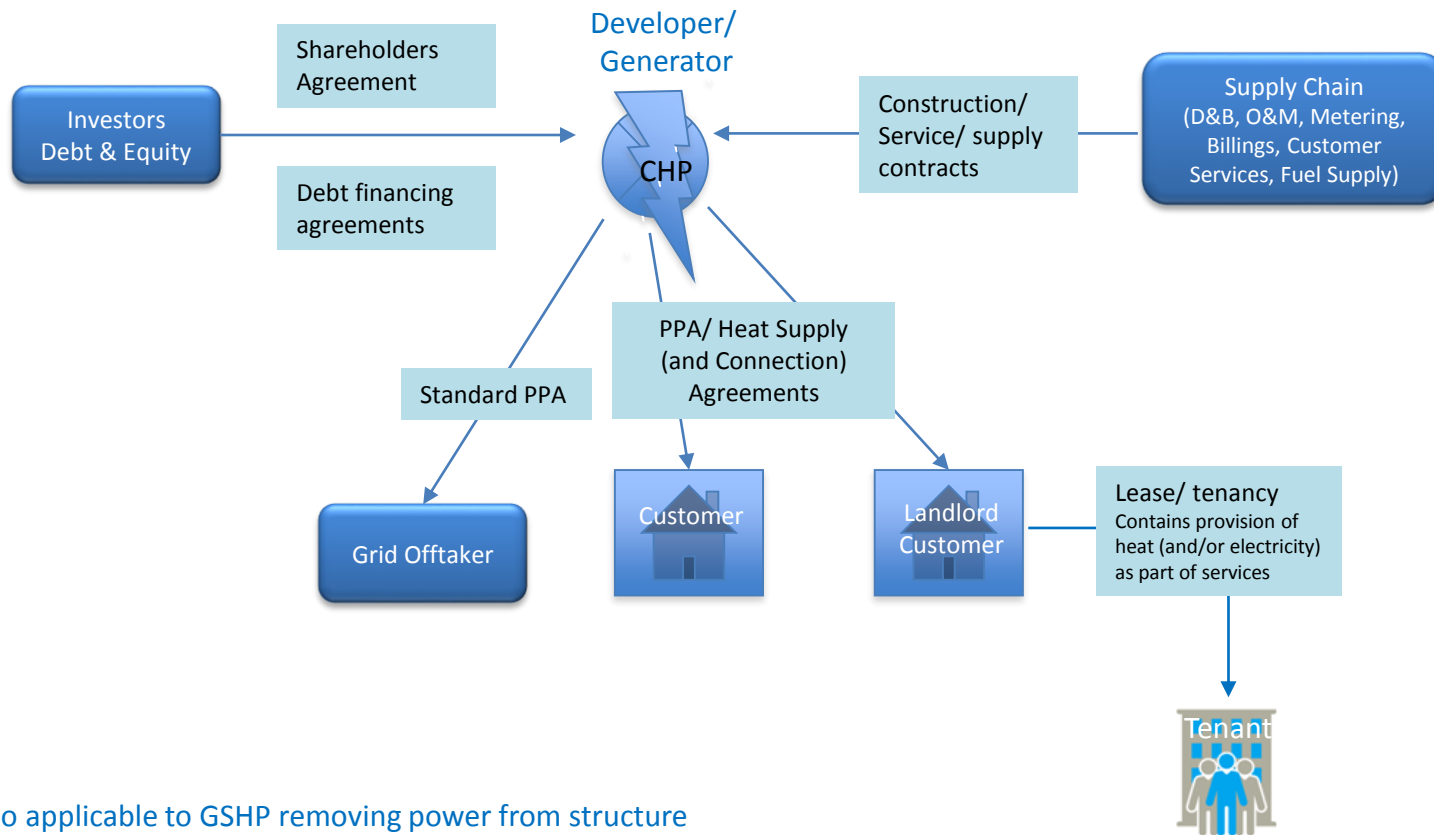 Developer/
Generator
Shareholders
Agreement
Investors
Debt & Equity
Debt financing
agreements
CHP
Construction/
Service/ supply
contracts
Supply Chain
(D&B, O&M, Metering,
Billings, Customer
Services, Fuel Supply)
Standard PPA
PPA/ Heat Supply
(and Connection)
Agreements
Grid Offtaker
Customer
Landlord
Customer
Lease/ tenancy
Contains provision of
heat (and/or electricity)
as part of services
Tenant
o applicable to GSHP removing power from structure